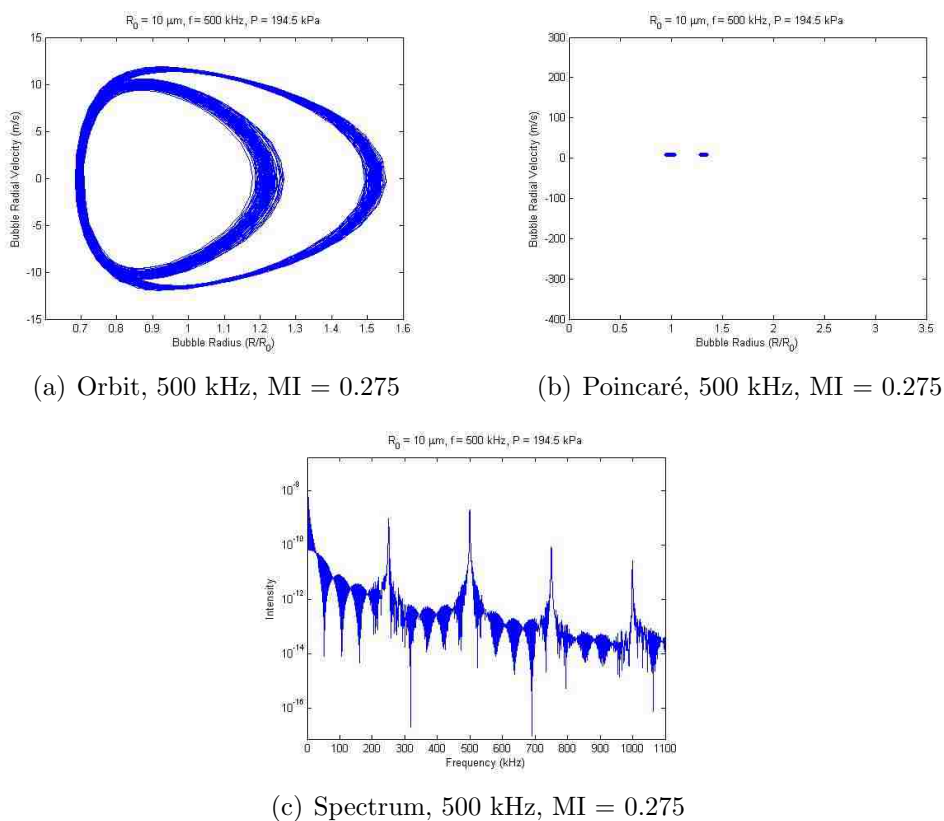 R₀ = 10 μm, f = 500 kHz, P = 194.5 kPa
Bubble Radial Velocity (m/s)
15
10
5
0
-5
-10
-15
0.7 0.8 0.9 1 1.1 1.2 1.3 1.4 1.5 1.6
Bubble Radius (R/R₀)
(a) Orbit, 500 kHz, MI = 0.275
R₀ = 10 μm, f = 500 kHz, P = 194.5 kPa
Bubble Radial Velocity (m/s)
300
200
100
0
-100
-200
-300
-400
0 0.5 1 1.5 2 2.5 3 3.5
Bubble Radius (R/R₀)
(b) Poincaré, 500 kHz, MI = 0.275
R₀ = 10 μm, f = 500 kHz, P = 194.5 kPa
Intensity
10⁻⁸
10⁻¹⁰
10⁻¹²
10⁻¹⁴
10⁻¹⁶
0 100 200 300 400 500 600 700 800 900 1000 1100
Frequency (kHz)
(c) Spectrum, 500 kHz, MI = 0.275